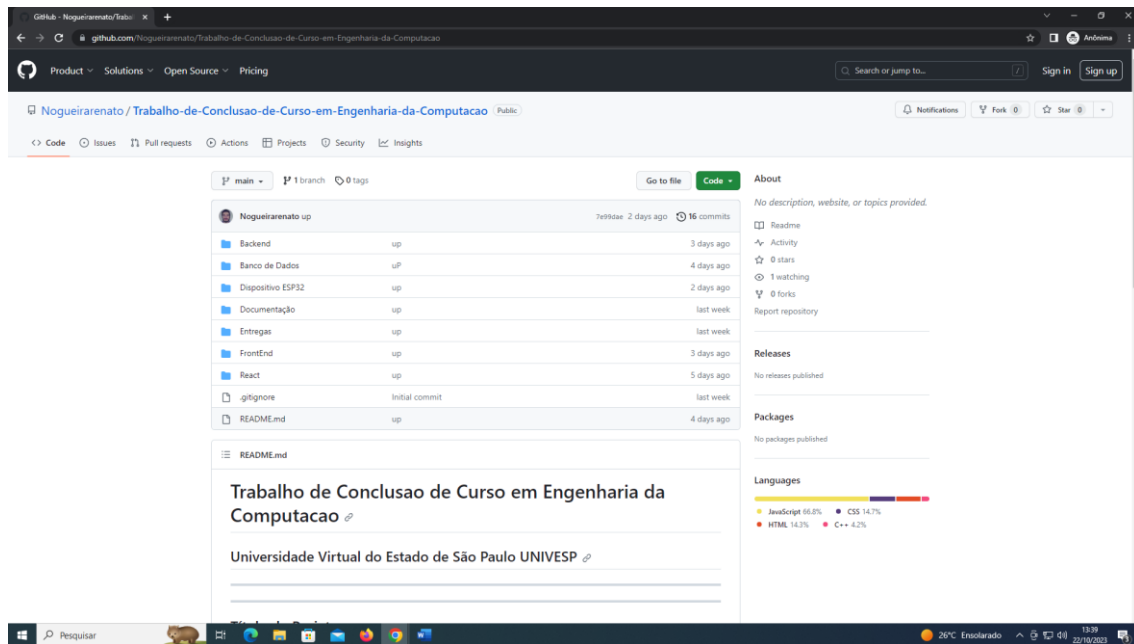 GitHub - Nogueirarenato/Trabal
github.com/Nogueirarenato/Trabalho-de-Conclusao-de-Curso-em-Engenharia-da-Computacao
Anônima
Product Solutions Open Source Pricing
Search or jump to... /
Sign in Sign up
Nogueirarenato / Trabalho-de-Conclusao-de-Curso-em-Engenharia-da-Computacao Public
Notifications Fork 0 Star 0
Code Issues Pull requests Actions Projects Security Insights
main 1 branch 0 tags
Go to file Code
Nogueirarenato up 7e99dae 2 days ago 16 commits
Backend up 3 days ago
Banco de Dados uP 4 days ago
Dispositivo ESP32 up 2 days ago
Documentação up last week
Entregas up last week
FrontEnd up 3 days ago
React up 5 days ago
.gitignore Initial commit last week
README.md up 4 days ago
README.md
Trabalho de Conclusao de Curso em Engenharia da
Computacao
Universidade Virtual do Estado de São Paulo UNIVESP
About
No description, website, or topics provided.
Readme
Activity
0 stars
1 watching
0 forks
Report repository
Releases
No releases published
Packages
No packages published
Languages
JavaScript 66.8% CSS 14.7%
HTML 14.3% C++ 4.2%
Pesquisar
26°C Ensolarado
13:39
22/10/2023